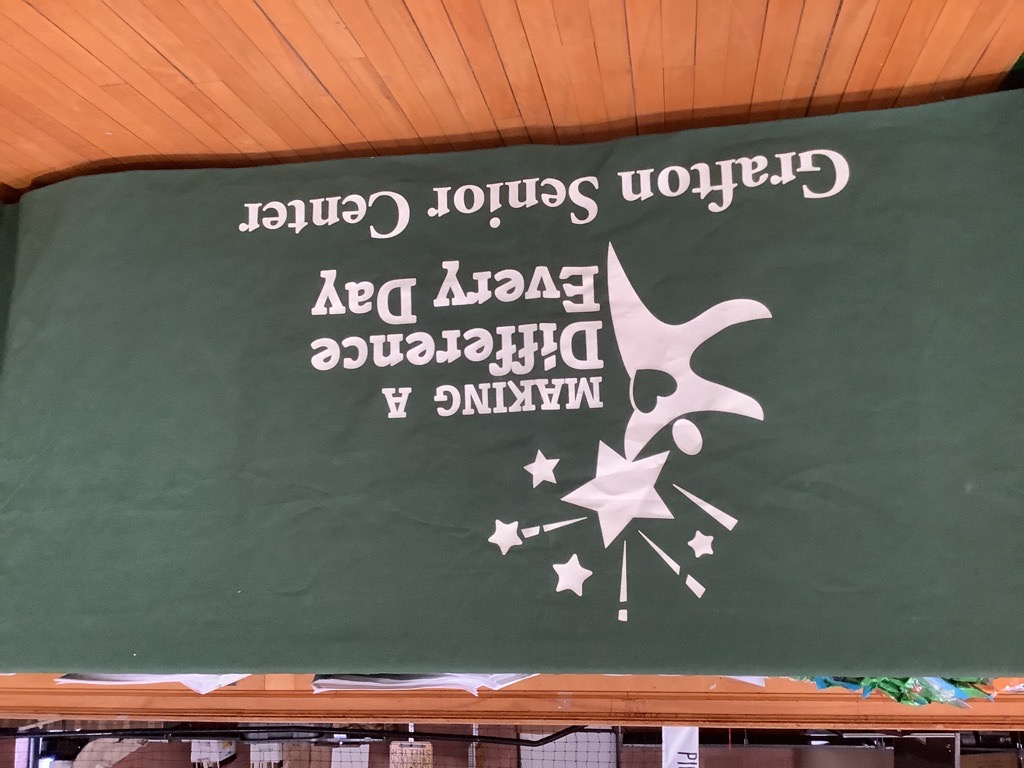 MAKING A
Difference
Every Day
Grafton Senior Center